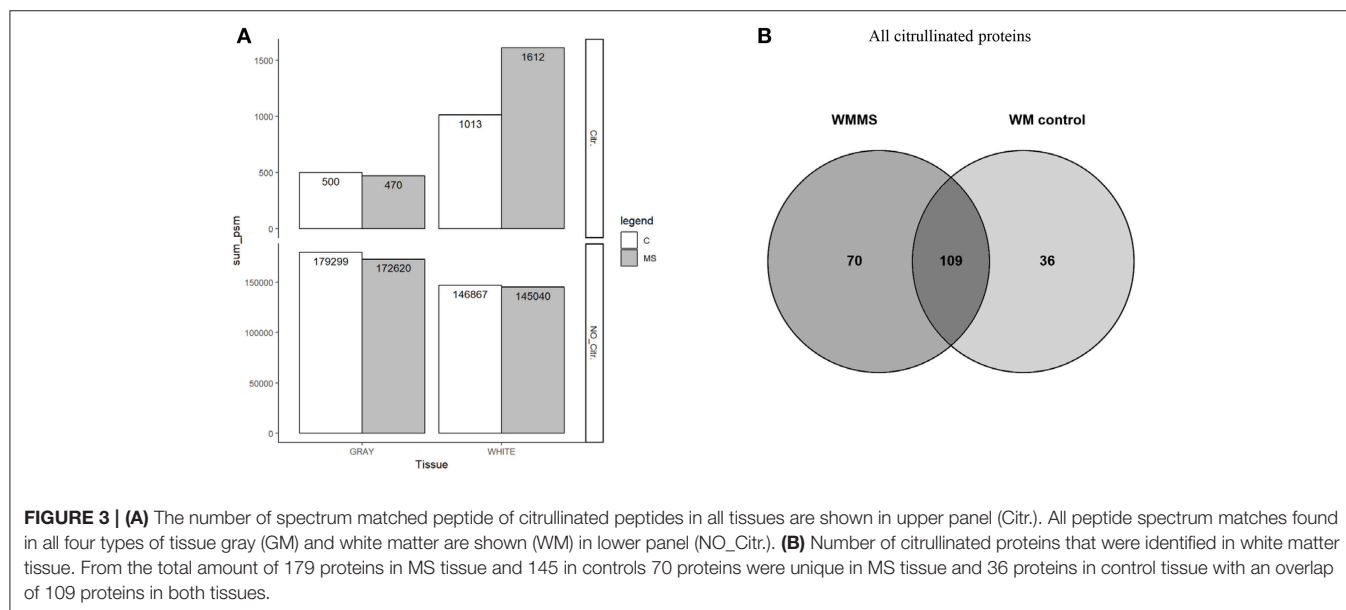 A
1500
1000
500
0
1612
1013
500
470
Citr.
sum_psm
150000
100000
50000
0
179299
172620
146867
145040
NO_Citr.
GRAY
WHITE
Tissue
legend
C
MS
B
All citrullinated proteins
WMMS
WM control
70
109
36
FIGURE 3 | (A) The number of spectrum matched peptide of citrullinated peptides in all tissues are shown in upper panel (Citr.). All peptide spectrum matches found
in all four types of tissue gray (GM) and white matter are shown (WM) in lower panel (NO_Citr.). (B) Number of citrullinated proteins that were identified in white matter
tissue. From the total amount of 179 proteins in MS tissue and 145 in controls 70 proteins were unique in MS tissue and 36 proteins in control tissue with an overlap
of 109 proteins in both tissues.